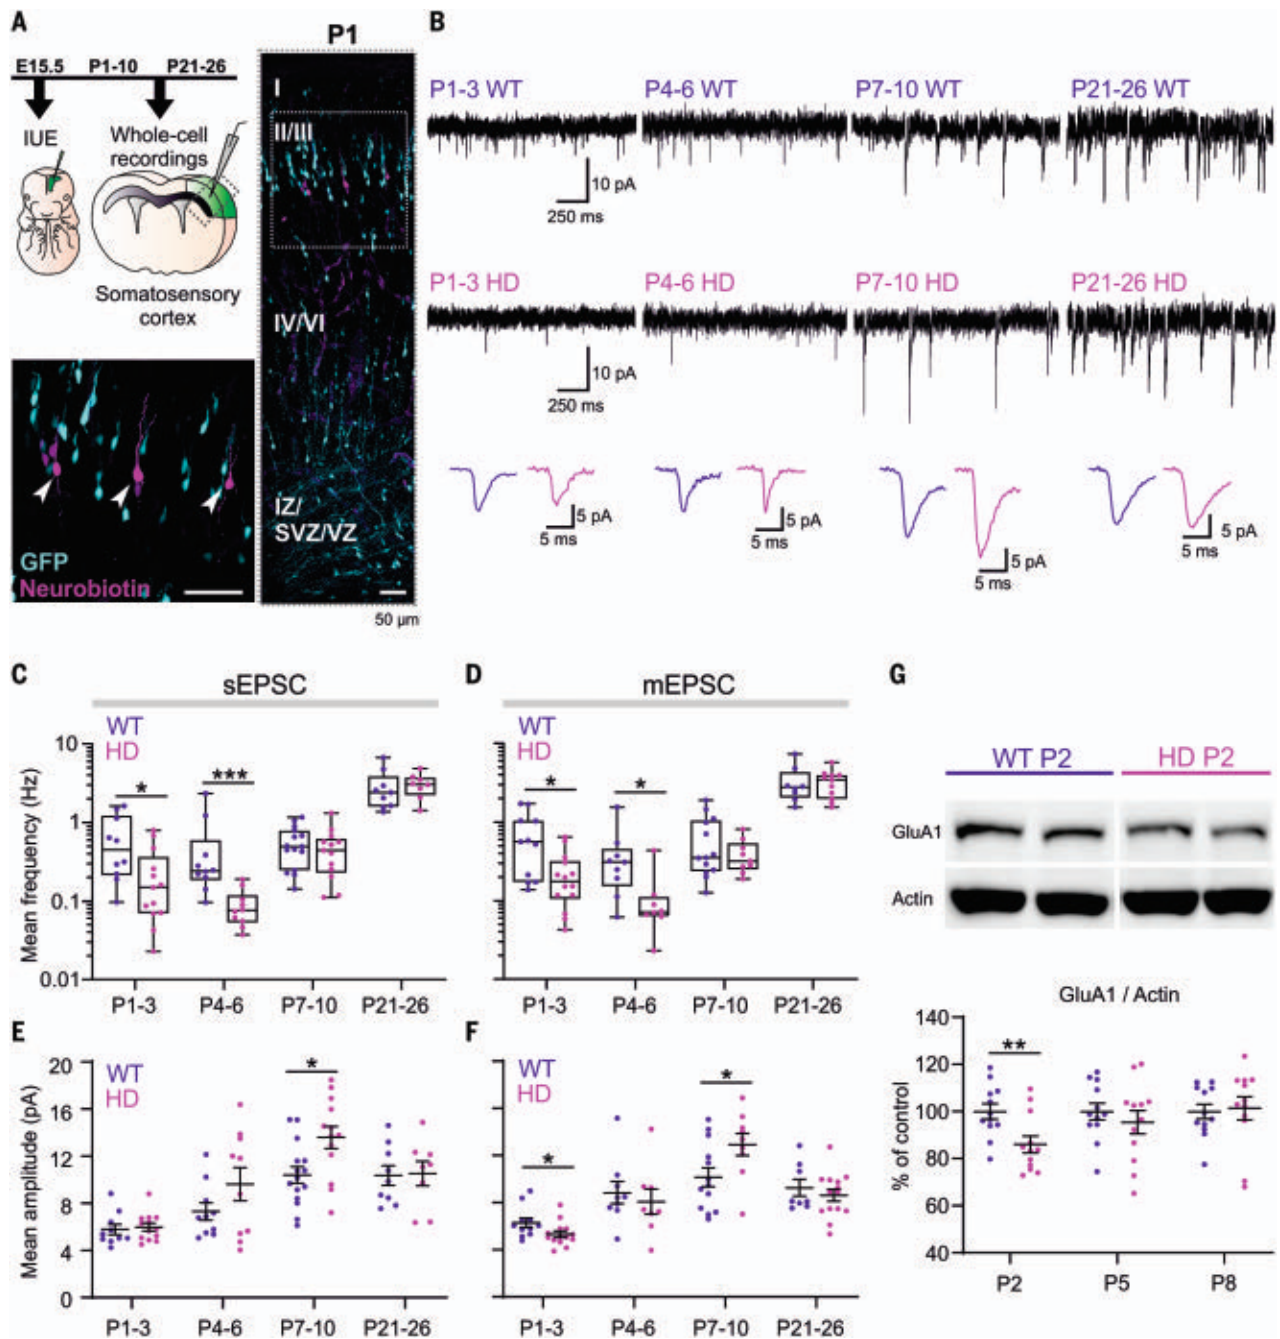 A
E15.5 P1-10 P21-26
IUE
Whole-cell
recordings
Somatosensory
cortex
GFP
Neurobiotin
P1
I
II/III
IV/VI
IZ/
SVZ/VZ
50 µm
B
P1-3 WT P4-6 WT P7-10 WT P21-26 WT
10 pA
250 ms
P1-3 HD P4-6 HD P7-10 HD P21-26 HD
10 pA
250 ms
5 pA
5 ms
5 pA
5 ms
5 pA
5 ms
5 pA
5 ms
C
sEPSC
WT
HD
Mean frequency (Hz)
10
1
0.1
0.01
* ***
P1-3 P4-6 P7-10 P21-26
D
mEPSC
WT
HD
* *
P1-3 P4-6 P7-10 P21-26
E
WT
HD
Mean amplitude (pA)
20
16
12
8
4
0
*
P1-3 P4-6 P7-10 P21-26
F
WT
HD
* *
P1-3 P4-6 P7-10 P21-26
G
WT P2 HD P2
GluA1
Actin
GluA1 / Actin
% of control
140
120
100
80
60
40
**
P2 P5 P8